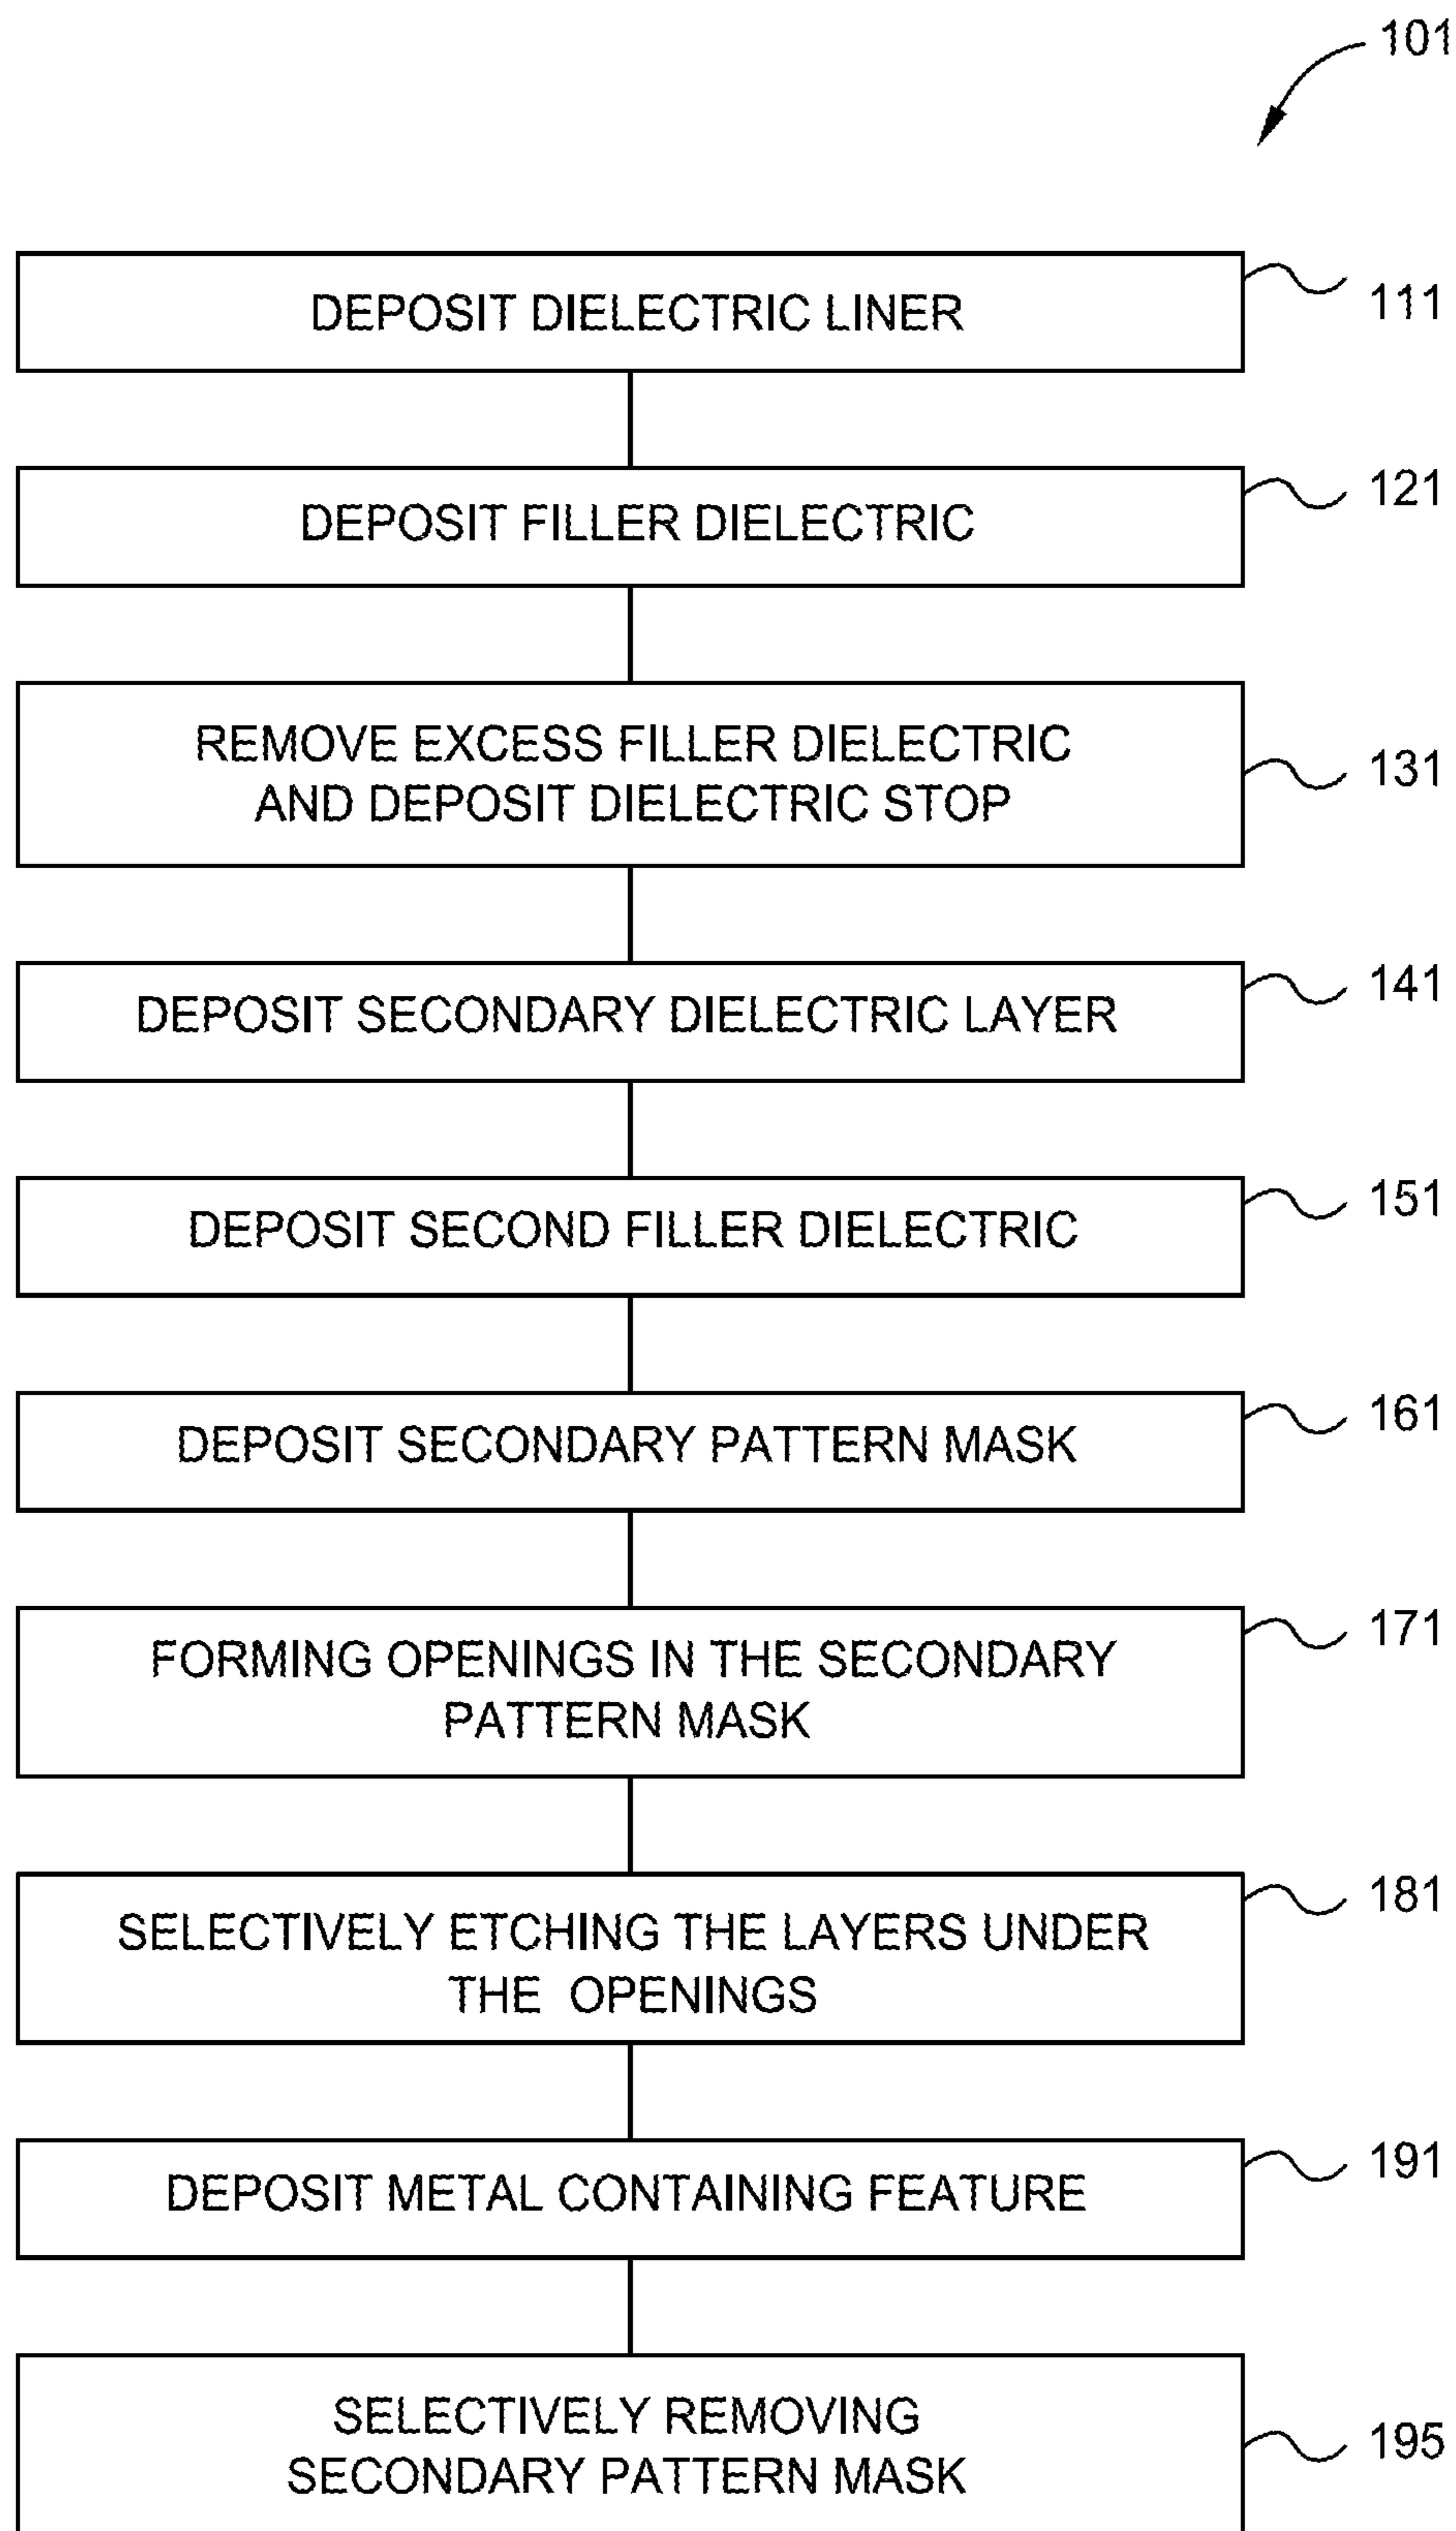 101
DEPOSIT DIELECTRIC LINER
111
DEPOSIT FILLER DIELECTRIC
121
REMOVE EXCESS FILLER DIELECTRIC
AND DEPOSIT DIELECTRIC STOP
131
DEPOSIT SECONDARY DIELECTRIC LAYER
141
DEPOSIT SECOND FILLER DIELECTRIC
151
DEPOSIT SECONDARY PATTERN MASK
161
FORMING OPENINGS IN THE SECONDARY
PATTERN MASK
171
SELECTIVELY ETCHING THE LAYERS UNDER
THE OPENINGS
181
DEPOSIT METAL CONTAINING FEATURE
191
SELECTIVELY REMOVING
SECONDARY PATTERN MASK
195